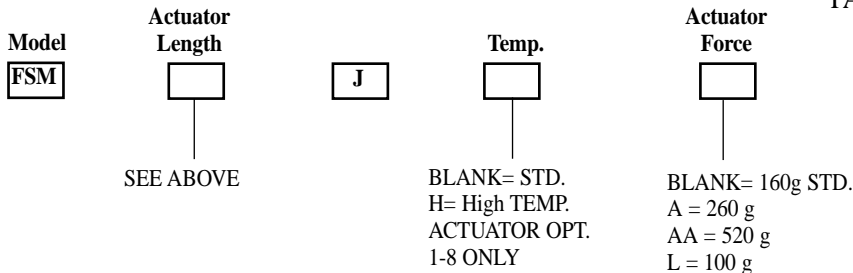 TA
Actuator Actuator
Model Length Temp. Force
FSM J
SEE ABOVE
BLANK= STD.
H= High TEMP.
ACTUATOR OPT.
1-8 ONLY
BLANK= 160g STD.
A = 260 g
AA = 520 g
L = 100 g